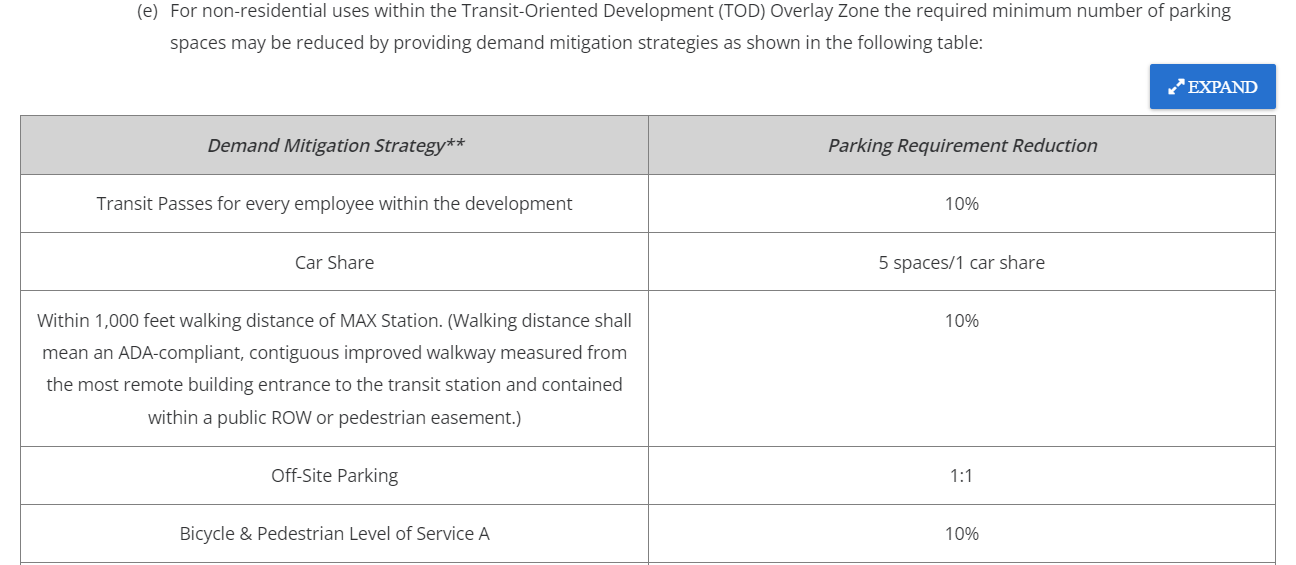 (e) For non-residential uses within the Transit-Oriented Development (TOD) Overlay Zone the required minimum number of parking
spaces may be reduced by providing demand mitigation strategies as shown in the following table:
EXPAND
Demand Mitigation Strategy** Parking Requirement Reduction
Transit Passes for every employee within the development 10%
Car Share 5 spaces/1 car share
Within 1,000 feet walking distance of MAX Station. (Walking distance shall 10%
mean an ADA-compliant, contiguous improved walkway measured from
the most remote building entrance to the transit station and contained
within a public ROW or pedestrian easement.)
Off-Site Parking 1:1
Bicycle & Pedestrian Level of Service A 10%